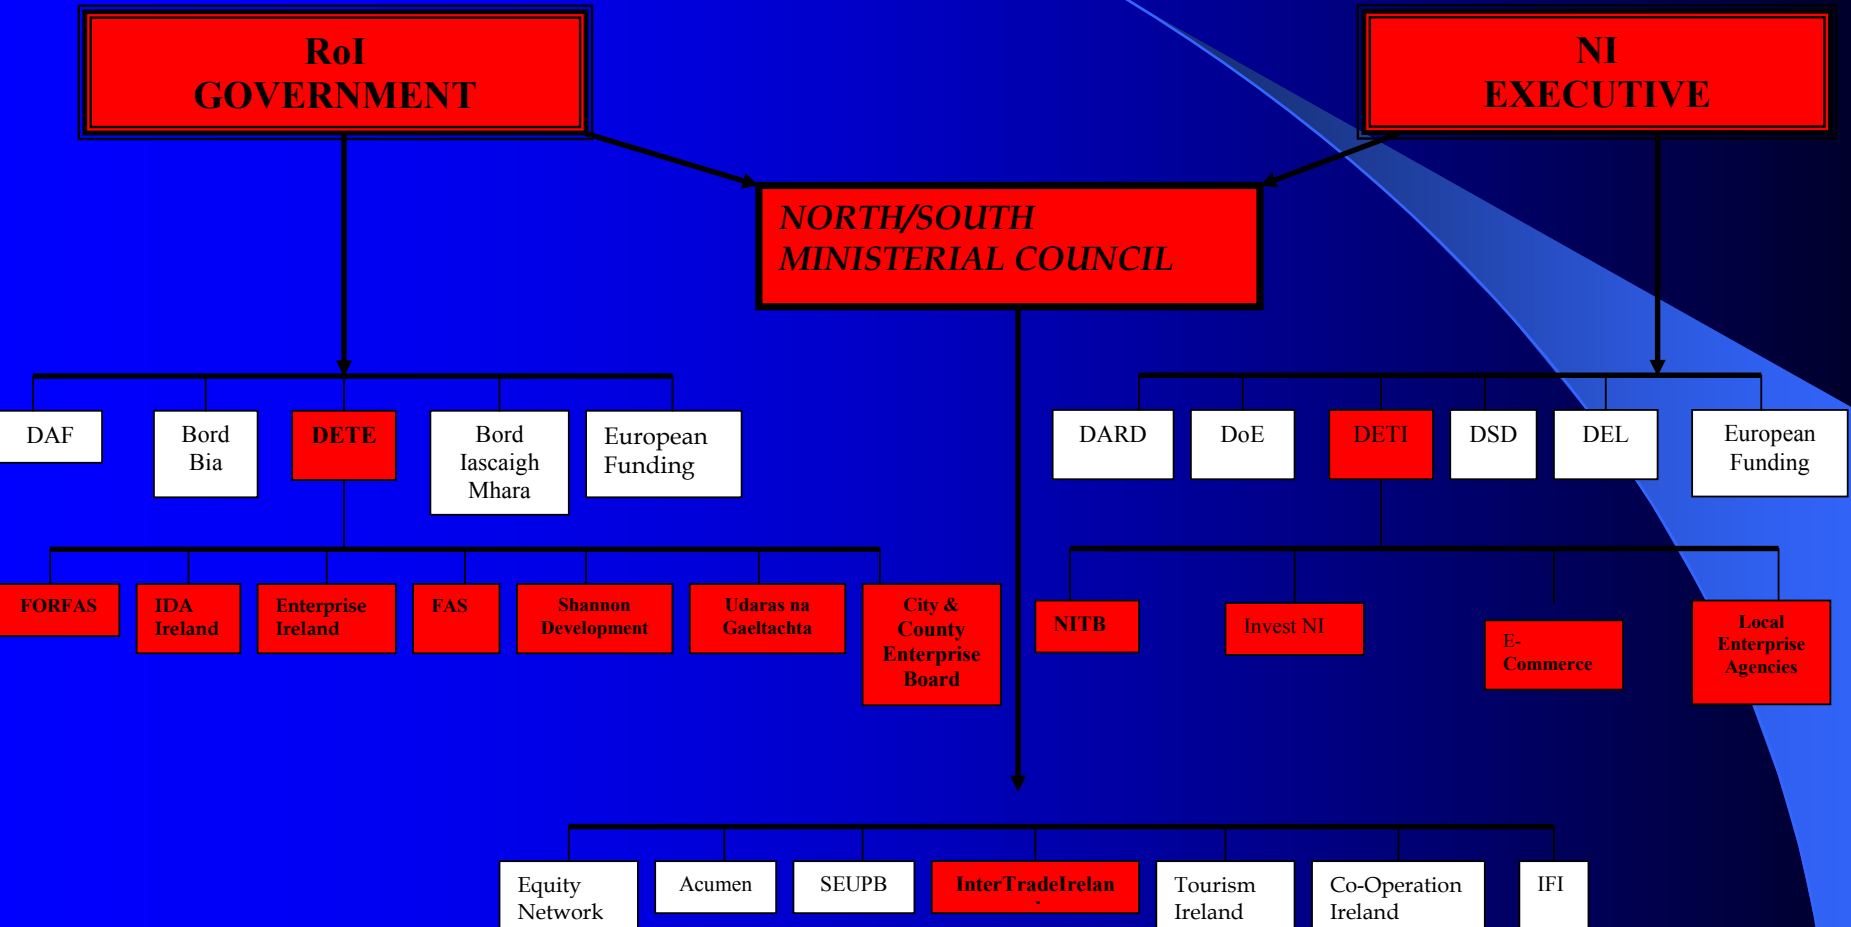 RoI
GOVERNMENT
NI
EXECUTIVE
NORTH/SOUTH
MINISTERIAL COUNCIL
DAF
Bord
Bia
DETE
Bord
Iascaigh
Mhara
European
Funding
DARD
DoE
DETI
DSD
DEL
European
Funding
FORFAS
IDA
Ireland
Enterprise
Ireland
FAS
Shannon
Development
Udaras na
Gaeltachta
City &
County
Enterprise
Board
NITB
Invest NI
E-
Commerce
Local
Enterprise
Agencies
Equity
Network
Acumen
SEUPB
InterTradeIrelan
Tourism
Ireland
Co-Operation
Ireland
IFI